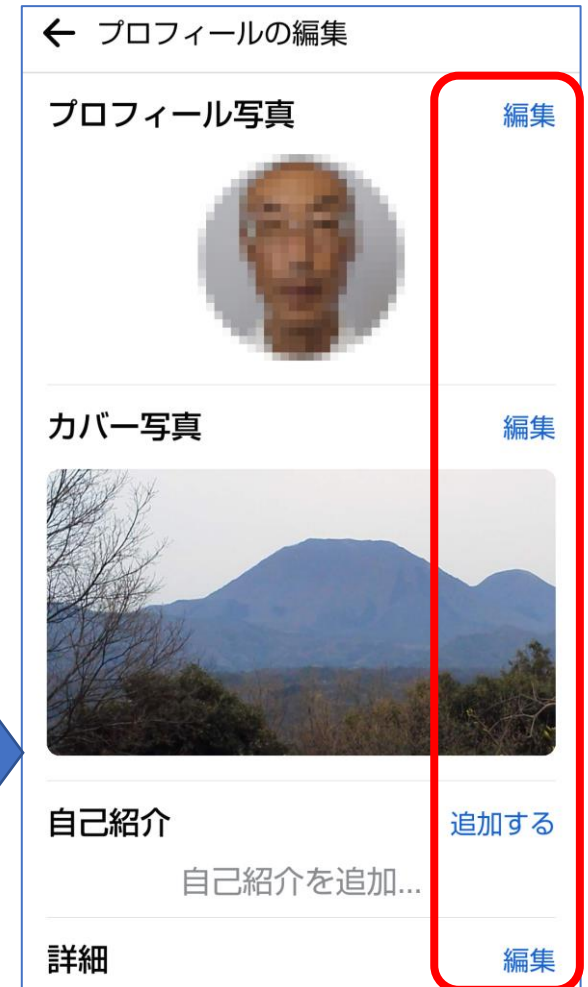 ← プロフィールの編集
プロフィール写真 編集
カバー写真 編集
自己紹介 追加する
自己紹介を追加...
詳細 編集